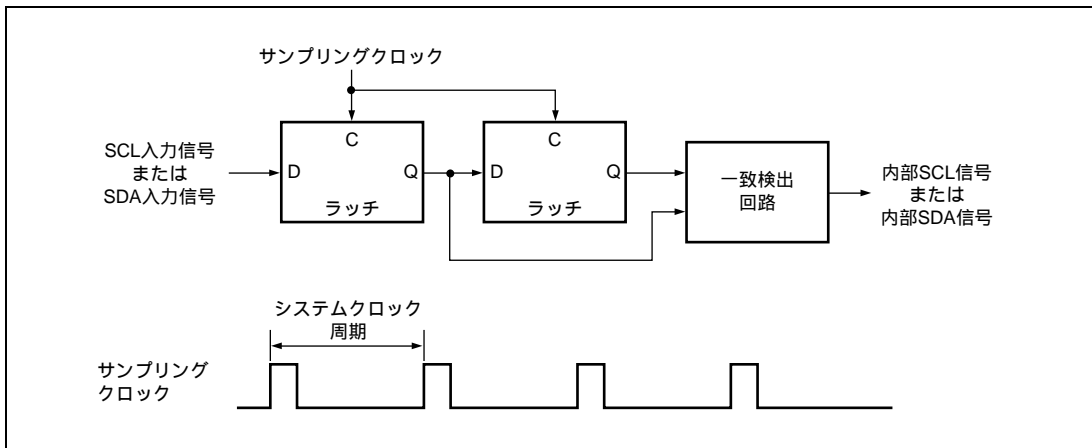 サンプリングクロック
SCL入力信号
または
SDA入力信号
C
D
Q
ラッチ
C
D
Q
ラッチ
一致検出
回路
内部SCL信号
または
内部SDA信号
システムクロック
周期
サンプリング
クロック